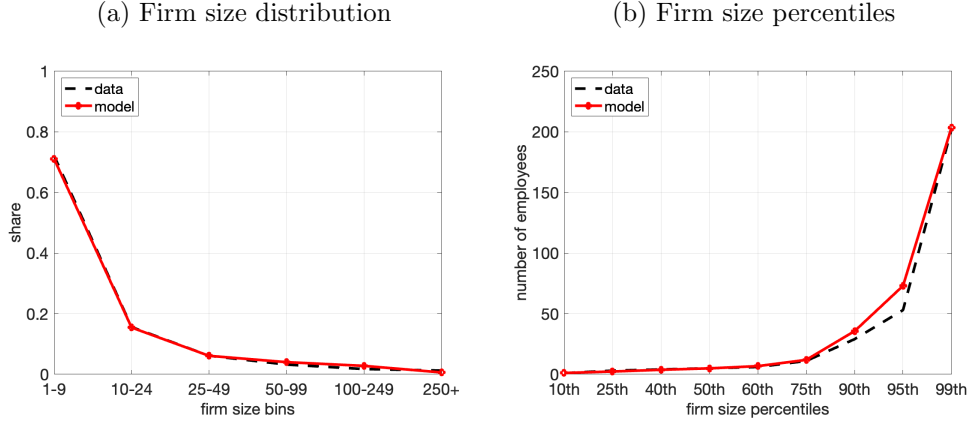 (a) Firm size distribution
1
0.8
0.6
0.4
0.2
0
share
data
model
1-9
10-24
25-49
50-99
100-249
250+
firm size bins
(b) Firm size percentiles
250
200
150
100
50
0
number of employees
data
model
10th
25th
40th
50th
60th
75th
90th
95th
99th
firm size percentiles